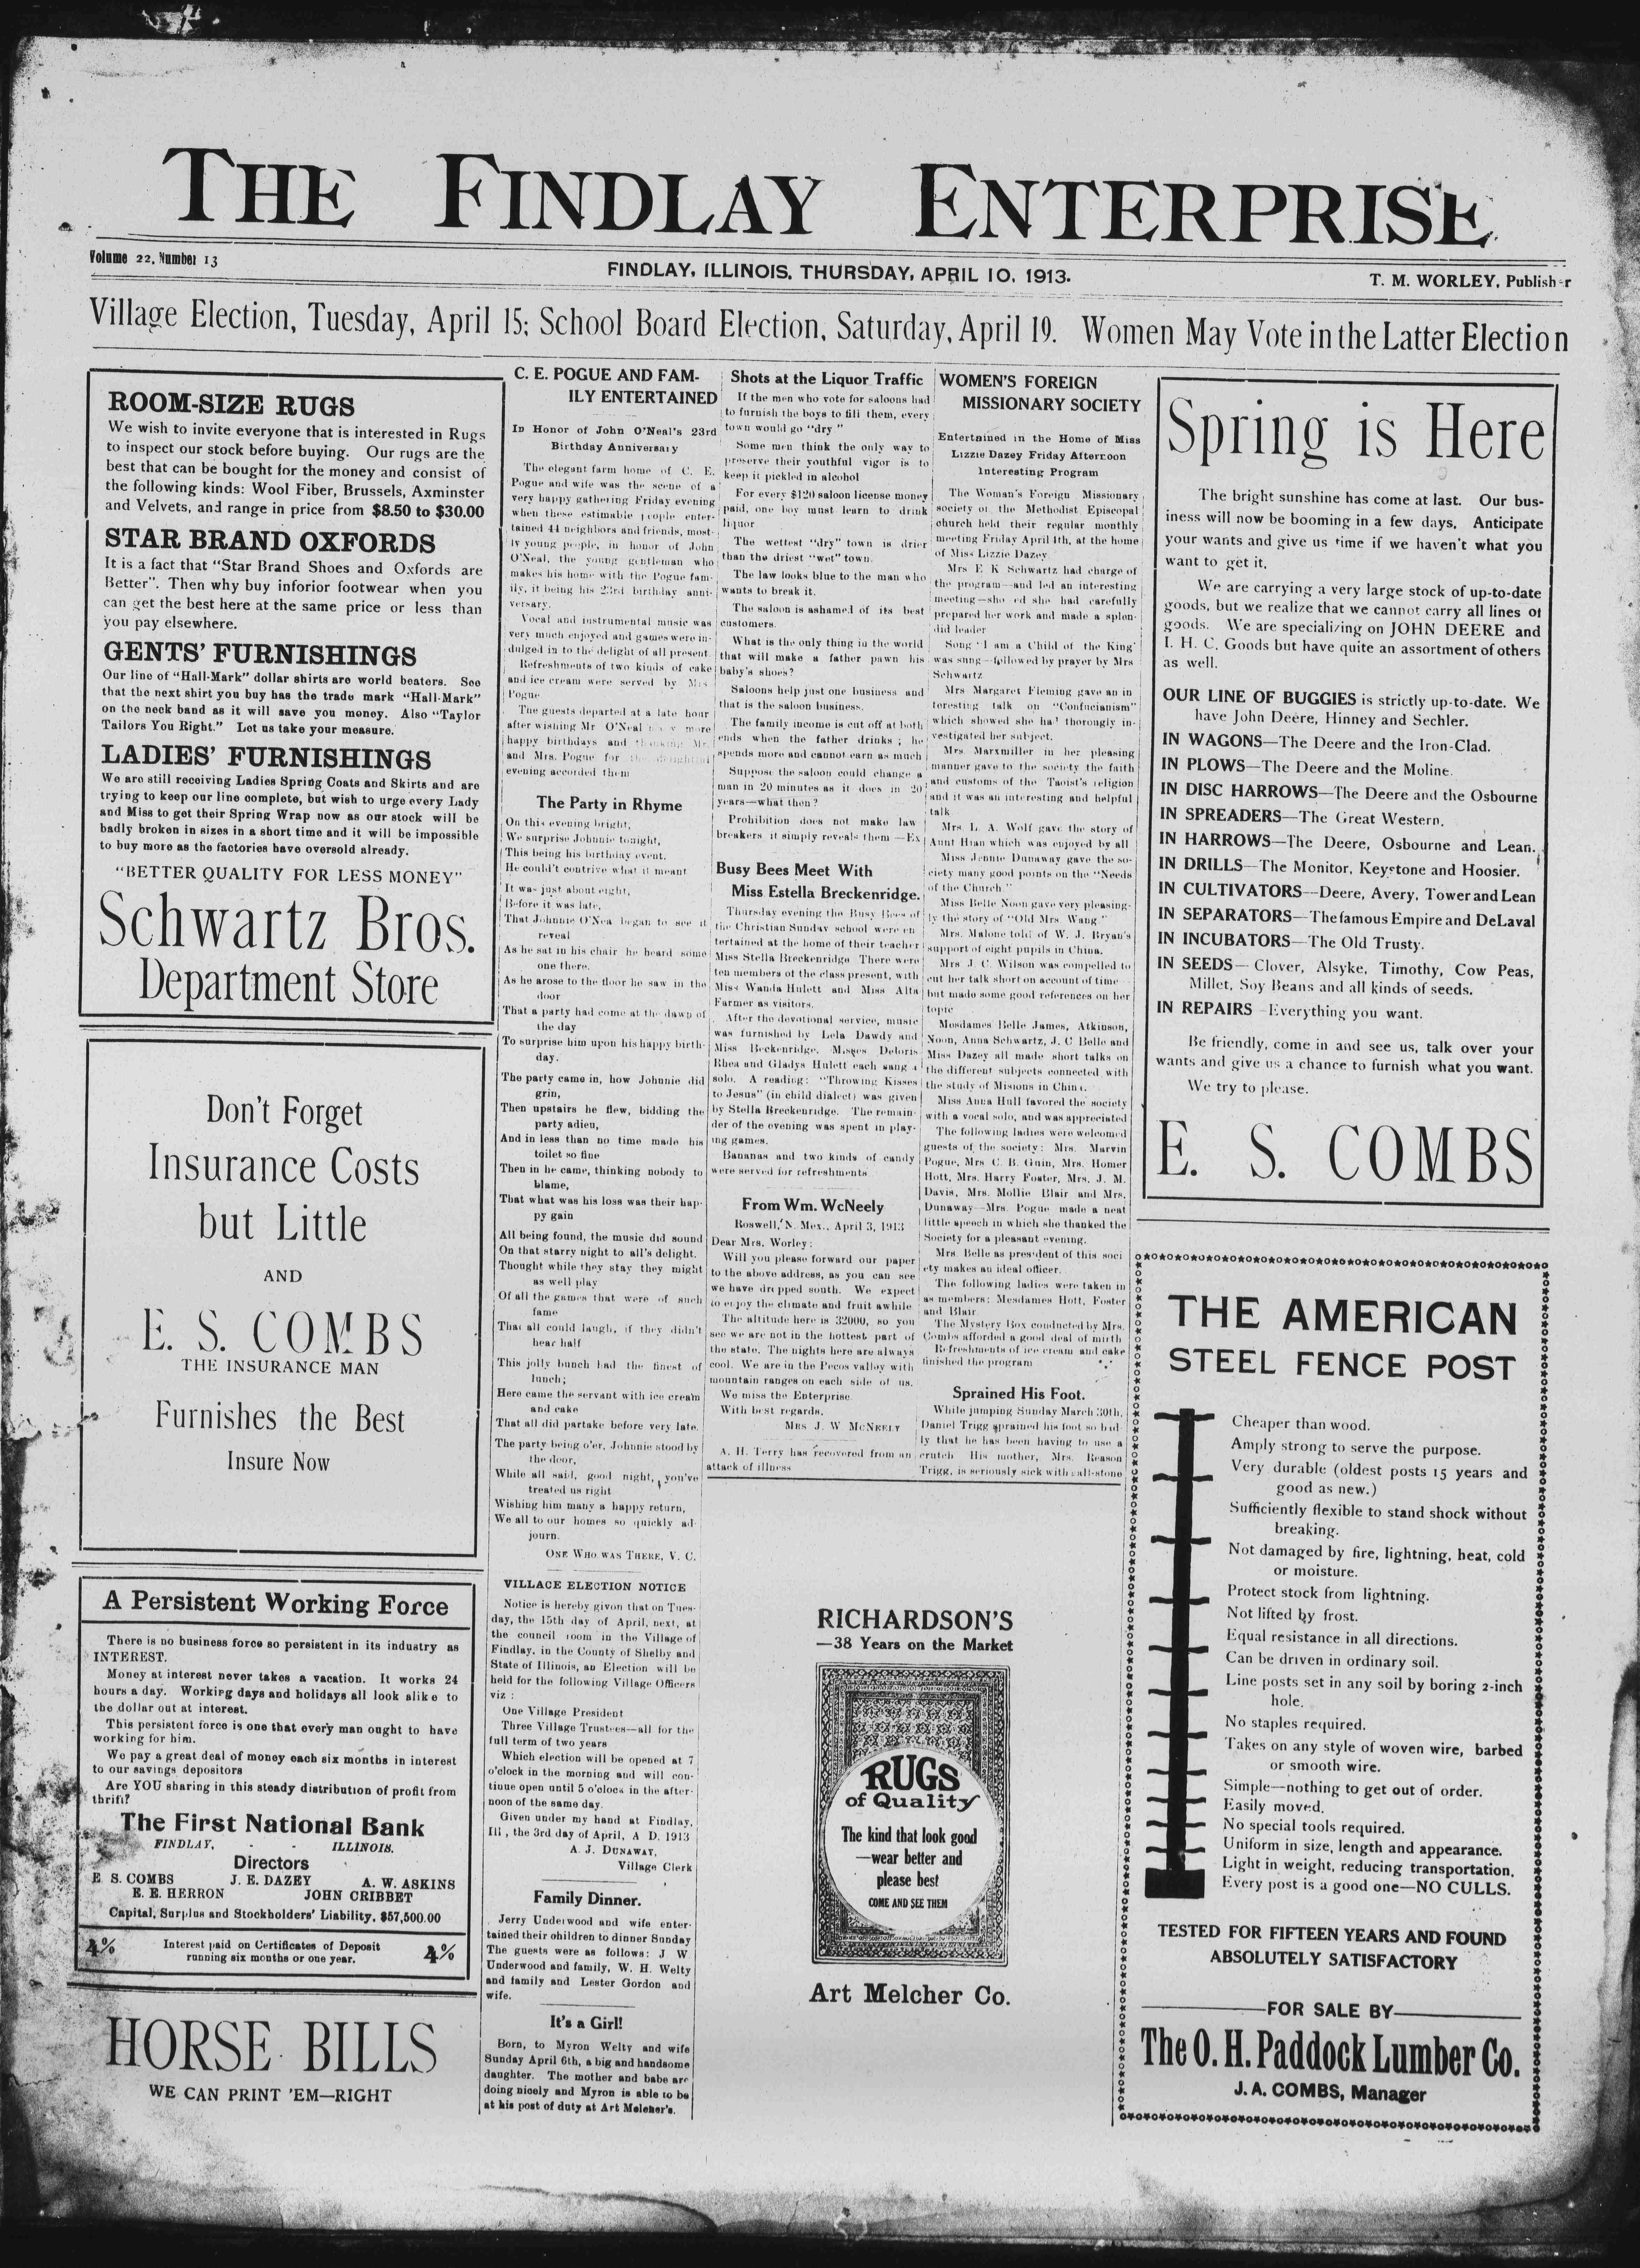 THE FINDLAY ENTERPRISE
Volume 22, Number 13
FINDLAY, ILLINOIS, THURSDAY, APRIL 10, 1913.
T. M. WORLEY, Publisher
Village Election, Tuesday, April 15; School Board Election, Saturday, April 19. Women May Vote in the Latter Election
ROOM-SIZE RUGS
We wish to invite everyone that is interested in Rugs
to inspect our stock before buying. Our rugs are the
best that can be bought for the money and consist of
the following kinds: Wool Fiber, Brussels, Axminster
and Velvets, and range in price from $8.50 to $30.00
STAR BRAND OXFORDS
It is a fact that "Star Brand Shoes and Oxfords are
Better". Then why buy inforior footwear when you
can get the best here at the same price or less than
you pay elsewhere.
GENTS' FURNISHINGS
Our line of "Hall-Mark" dollar shirts are world beaters. See
that the next shirt you buy has the trade mark "Hall-Mark"
on the neck band as it will save you money. Also "Taylor
Tailors You Right." Let us take your measure.
LADIES' FURNISHINGS
We are still receiving Ladies Spring Coats and Skirts and are
trying to keep our line complete, but wish to urge every Lady
and Miss to get their Spring Wrap now as our stock will be
badly broken in sizes in a short time and it will be impossible
to buy more as the factories have oversold already.
"BETTER QUALITY FOR LESS MONEY"
Schwartz Bros.
Department Store
Don't Forget
Insurance Costs
but Little
AND
E. S. COMBS
THE INSURANCE MAN
Furnishes the Best
Insure Now
A Persistent Working Force
There is no business force so persistent in its industry as
INTEREST.
Money at interest never takes a vacation. It works 24
hours a day. Working days and holidays all look alike to
the dollar out at interest.
This persistent force is one that every man ought to have
working for him.
We pay a great deal of money each six months in interest
to our savings depositors
Are YOU sharing in this steady distribution of profit from
thrift?
The First National Bank
FINDLAY, - - ILLINOIS.
Directors
E. S. COMBS J. E. DAZEY A. W. ASKINS
E. E. HERRON JOHN CRIBBET
Capital, Surplus and Stockholders' Liability, $57,500.00
4% Interest paid on Certificates of Deposit 4%
running six months or one year.
HORSE BILLS
WE CAN PRINT 'EM—RIGHT
C. E. POGUE AND FAM-
ILY ENTERTAINED
In Honor of John O'Neal's 23rd
Birthday Anniversary
The elegant farm home of C. E.
Pogue and wife was the scene of a
very happy gathering Friday evening
when these estimable people enter-
tained 44 neighbors and friends, most-
ly young people, in honor of John
O'Neal, the young gentleman who
makes his home with the Pogue fam-
ily, it being his 23rd birthday anni-
versary.
Vocal and instrumental music was
very much enjoyed and games were in-
dulged in to the delight of all present.
Refreshments of two kinds of cake
and ice cream were served by Mrs
Pogue.
The guests departed at a late hour
after wishing Mr O'Neal many more
happy birthdays and thanking Mr
and Mrs. Pogue for the delightful
evening accorded them
The Party in Rhyme
On this evening bright,
We surprise Johnnie tonight,
This being his birthday event.
He could't contrive what it meant
It was just about eight,
Before it was late,
That Johnnie O'Nea began to see it
reveal
As he sat in his chair he heard some
one there,
As he arose to the floor he saw in the
door
That a party had come at the dawn of
the day
To surprise him upon his happy birth-
day.
The party came in, how Johnnie did
grin,
Then upstairs he flew, bidding the
party adieu,
And in less than no time made his
toilet so fine
Then in he came, thinking nobody to
blame,
That what was his loss was their hap-
py gain
All being found, the music did sound
On that starry night to all's delight.
Thought while they stay they might
as well play
Of all the games that were of such
fame
That all could laugh, if they didn't
hear half
This jolly bunch had the finest of
lunch;
Here came the servant with ice cream
and cake
That all did partake before very late.
The party being o'er, Johnnie stood by
the door,
While all said, good night, you've
treated us right
Wishing him many a happy return,
We all to our homes so quickly ad-
journ.
ONE WHO WAS THERE, V. C.
VILLAGE ELECTION NOTICE
Notice is hereby given that on Tues-
day, the 15th day of April, next, at
the council room in the Village of
Findlay, in the County of Shelby and
State of Illinois, an Election will be
held for the following Village Officers
viz :
One Village President
Three Village Trustees—all for the
full term of two years
Which election will be opened at 7
o'clock in the morning and will con-
tinue open until 5 o'clock in the after-
noon of the same day.
Given under my hand at Findlay,
Ill , the 3rd day of April, A D. 1913
A. J. DUNAWAY,
Village Clerk
Family Dinner.
Jerry Underwood and wife enter-
tained their children to dinner Sunday
The guests were as follows: J W
Underwood and family, W. H. Welty
and family and Lester Gordon and
wife.
It's a Girl!
Born, to Myron Welty and wife
Sunday April 6th, a big and handsome
daughter. The mother and babe are
doing nicely and Myron is able to be
at his post of duty at Art Melcher's.
Shots at the Liquor Traffic
If the men who vote for saloons had
to furnish the boys to fill them, every
town would go "dry "
Some men think the only way to
preserve their youthful vigor is to
keep it pickled in alcohol
For every $120 saloon license money
paid, one boy must learn to drink
liquor
The wettest "dry" town is drier
than the driest "wet" town.
The law looks blue to the man who
wants to break it.
The saloon is ashamed of its best
customers.
What is the only thing in the world
that will make a father pawn his
baby's shoes?
Saloons help just one business and
that is the saloon business.
The family income is cut off at both
ends when the father drinks ; he
spends more and cannot earn as much
Suppose the saloon could change a
man in 20 minutes as it does in 20
years—what then?
Prohibition does not make law
breakers it simply reveals them —Ex
Busy Bees Meet With
Miss Estella Breckenridge.
Thursday evening the Busy Bees of
the Christian Sunday school were en
tertained at the home of their teacher
Miss Stella Breckenridge There were
ten members of the class present, with
Miss Wanda Hulett and Miss Alta
Farmer as visitors.
After the devotional service, music
was furnished by Lela Dawdy and
Miss Beckenridge. Misses Deloris
Rhea and Gladys Hulett each sang a
solo. A reading: "Throwing Kisses
to Jesus" (in child dialect) was given
by Stella Breckenridge. The remain-
der of the evening was spent in play-
ing games.
Bananas and two kinds of candy
were served for refreshments
From Wm. WcNeely
Roswell, N. Mex., April 3, 1913
Dear Mrs. Worley:
Will you please forward our paper
to the above address, as you can see
we have dropped south. We expect
to enjoy the climate and fruit awhile
The altitude here is 32000, so you
see we are not in the hottest part of
the state. The nights here are always
cool. We are in the Pecos valley with
mountain ranges on each side of us.
We miss the Enterprise.
With best regards,
MRS J. W MCNEELY
A. H. Terry has recovered from an
attack of illness
WOMEN'S FOREIGN
MISSIONARY SOCIETY
Entertained in the Home of Miss
Lizzie Dazey Friday Afternoon
Interesting Program
The Woman's Foreign Missionary
society of the Methodist Episcopal
church held their regular monthly
meeting Friday April 4th, at the home
of Miss Lizzie Dazey
Mrs E K Schwartz had charge of
the program—and led an interesting
meeting—sho ed she had carefully
prepared her work and made a splen-
did leader
Song 'I am a Child of the King'
was sung—followed by prayer by Mrs
Schwartz
Mrs Margaret Fleming gave an in
teresting talk on "Confucianism"
which showed she had thorougly in-
vestigated her subject.
Mrs. Marxmiller in her pleasing
manner gave to the society the faith
and customs of the Taoist's religion
and it was an interesting and helpful
talk
Mrs. L. A. Wolf gave the story of
Aunt Hian which was enjoyed by all
Miss Jennie Dunaway gave the so-
ciety many good points on the "Needs
of the Church."
Miss Belle Noon gave very pleasing-
ly the story of "Old Mrs. Wang "
Mrs. Malone told of W. J. Bryan's
support of eight pupils in China.
Mrs J. C. Wilson was compelled to
cut her talk short on account of time—
but made some good references on her
topic
Mesdames Belle James, Atkinson,
Noon, Anna Schwartz, J. C Belle and
Miss Dazey all made short talks on
the different subjects connected with
the study of Misions in China.
Miss Anna Hull favored the society
with a vocal solo, and was appreciated
The following ladies were welcomed
guests of the society: Mrs. Marvin
Pogue, Mrs C. B. Guin, Mrs. Homer
Hott, Mrs. Harry Foster, Mrs. J. M.
Davis, Mrs. Mollie Blair and Mrs.
Dunaway—Mrs. Pogue made a neat
little speech in which she thanked the
Society for a pleasant evening.
Mrs. Belle as president of this soci
ety makes an ideal officer.
The following ladies were taken in
as members: Mesdames Hott, Foster
and Blair
The Mystery Box conducted by Mrs.
Combs afforded a good deal of mirth
Refreshments of ice cream and cake
finished the program
Sprained His Foot.
While jumping Sunday March 30th,
Daniel Trigg sprained his foot so bad
ly that he has been having to use a
crutch His mother, Mrs. Reason
Trigg, is seriously sick with gall-stone
RICHARDSON'S
—38 Years on the Market
RUGS
of Quality
The kind that look good
—wear better and
please best
COME AND SEE THEM
Art Melcher Co.
Spring is Here
The bright sunshine has come at last. Our bus-
iness will now be booming in a few days, Anticipate
your wants and give us time if we haven't what you
want to get it.
We are carrying a very large stock of up-to-date
goods, but we realize that we cannot carry all lines of
goods. We are specializing on JOHN DEERE and
I. H. C. Goods but have quite an assortment of others
as well.
OUR LINE OF BUGGIES is strictly up-to-date. We
have John Deere, Hinney and Sechler.
IN WAGONS—The Deere and the Iron-Clad.
IN PLOWS—The Deere and the Moline.
IN DISC HARROWS—The Deere and the Osbourne
IN SPREADERS—The Great Western.
IN HARROWS—The Deere, Osbourne and Lean.
IN DRILLS—The Monitor, Keystone and Hoosier.
IN CULTIVATORS—Deere, Avery, Tower and Lean
IN SEPARATORS—The famous Empire and DeLaval
IN INCUBATORS—The Old Trusty.
IN SEEDS— Clover, Alsyke, Timothy, Cow Peas,
Millet, Soy Beans and all kinds of seeds.
IN REPAIRS—Everything you want.
Be friendly, come in and see us, talk over your
wants and give us a chance to furnish what you want.
We try to please.
E. S. COMBS
THE AMERICAN
STEEL FENCE POST
Cheaper than wood.
Amply strong to serve the purpose.
Very durable (oldest posts 15 years and
good as new.)
Sufficiently flexible to stand shock without
breaking.
Not damaged by fire, lightning, heat, cold
or moisture.
Protect stock from lightning.
Not lifted by frost.
Equal resistance in all directions.
Can be driven in ordinary soil.
Line posts set in any soil by boring 2-inch
hole.
No staples required.
Takes on any style of woven wire, barbed
or smooth wire.
Simple—nothing to get out of order.
Easily moved.
No special tools required.
Uniform in size, length and appearance.
Light in weight, reducing transportation.
Every post is a good one—NO CULLS.
TESTED FOR FIFTEEN YEARS AND FOUND
ABSOLUTELY SATISFACTORY
FOR SALE BY
The O. H. Paddock Lumber Co.
J. A. COMBS, Manager